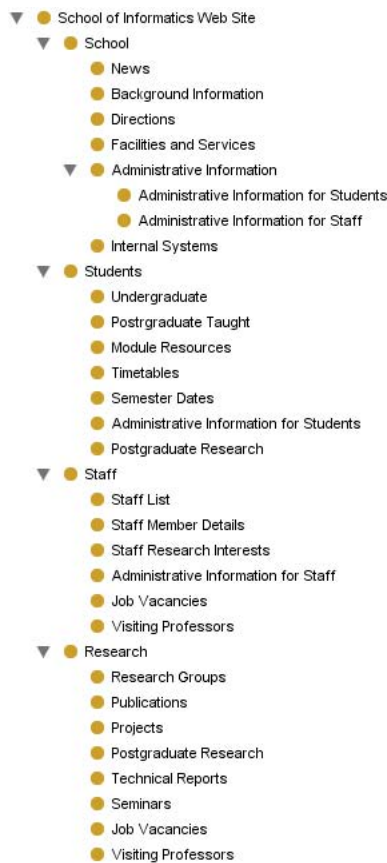 School of Informatics Web Site
School
News
Background Information
Directions
Facilities and Services
Administrative Information
Administrative Information for Students
Administrative Information for Staff
Internal Systems
Students
Undergraduate
Postrgraduate Taught
Module Resources
Timetables
Semester Dates
Administrative Information for Students
Postgraduate Research
Staff
Staff List
Staff Member Details
Staff Research Interests
Administrative Information for Staff
Job Vacancies
Visiting Professors
Research
Research Groups
Publications
Projects
Postgraduate Research
Technical Reports
Seminars
Job Vacancies
Visiting Professors